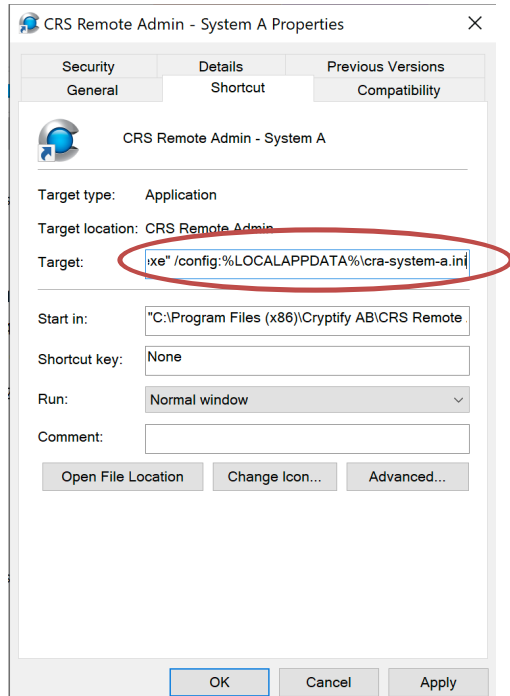 CRS Remote Admin - System A Properties
Security Details Previous Versions
General Shortcut Compatibility
CRS Remote Admin - System A
Target type: Application
Target location: CRS Remote Admin
Target: xe" /config:%LOCALAPPDATA%\cra-system-a.ini
Start in: "C:\Program Files (x86)\Cryptify AB\CRS Remote
Shortcut key: None
Run: Normal window
Comment:
Open File Location Change Icon... Advanced...
OK Cancel Apply